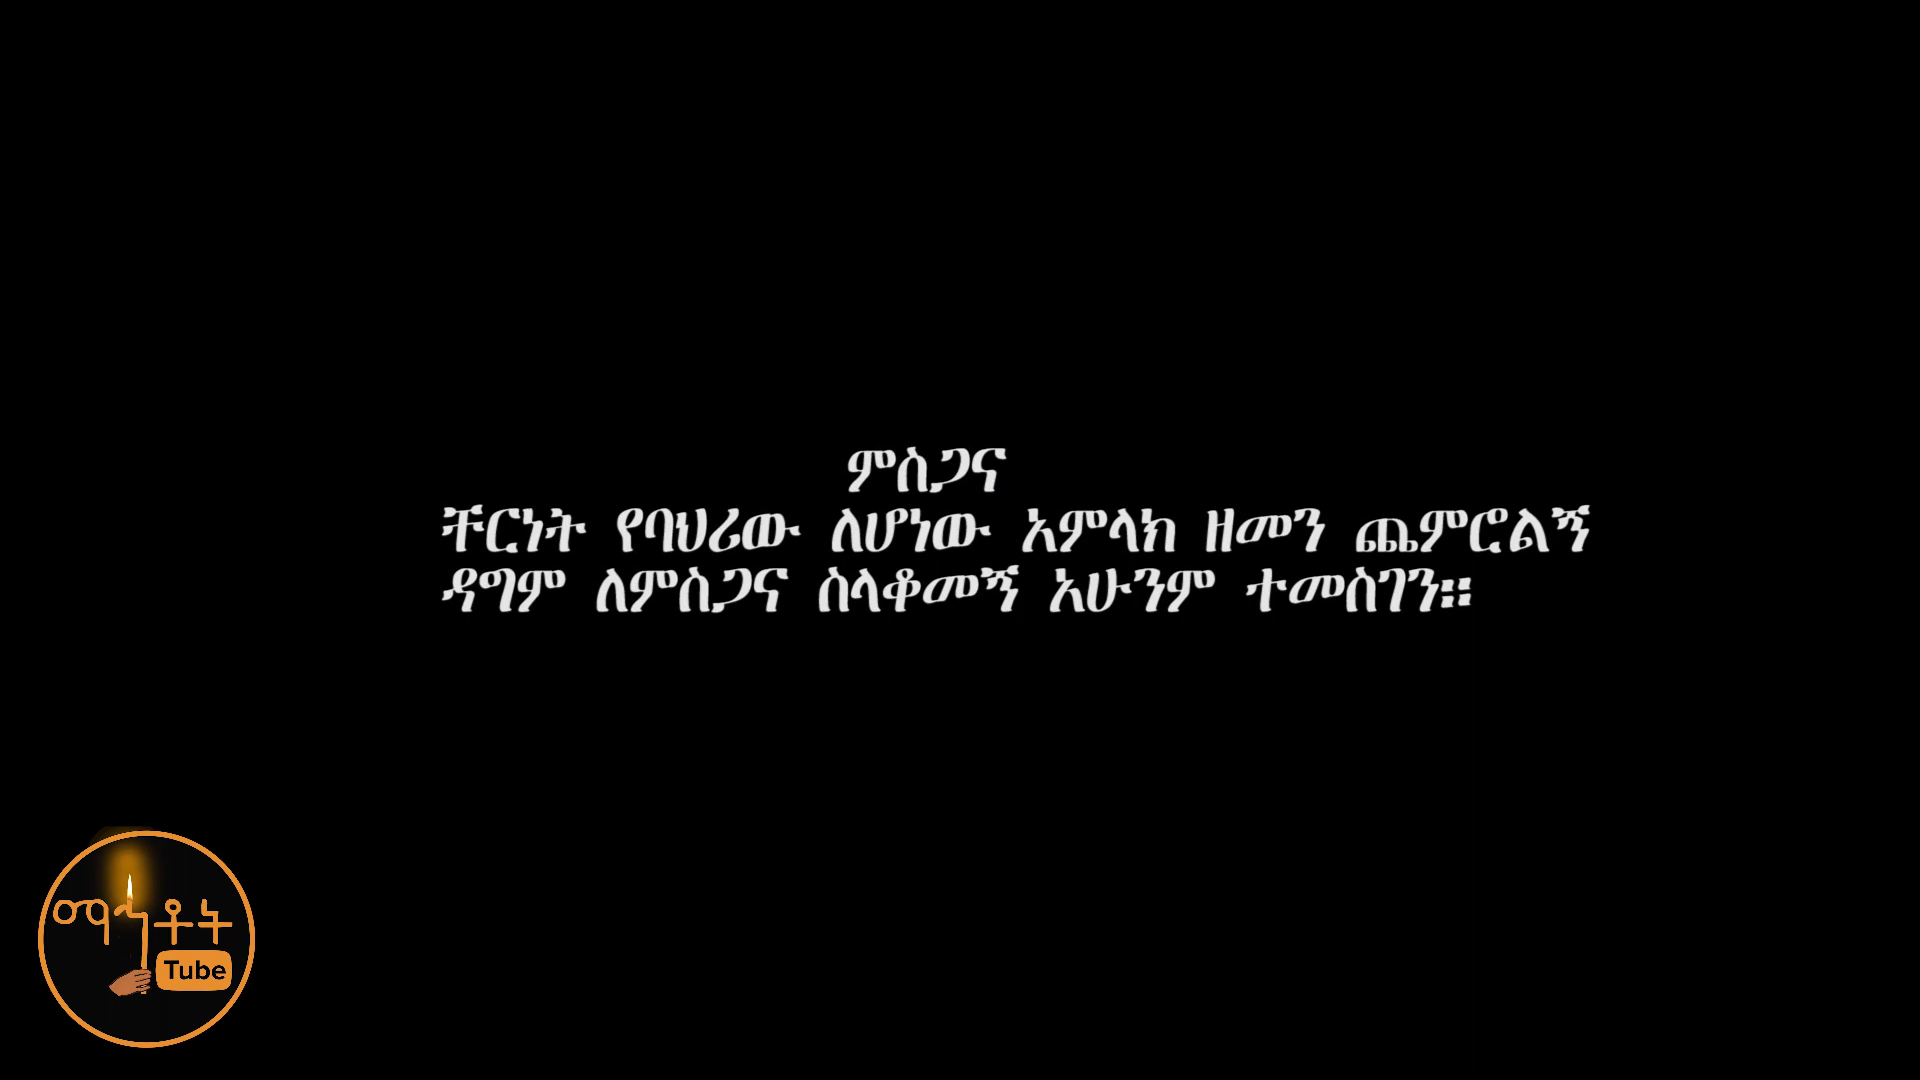 ምስጋና
ቸርነት የባህሪው ለሆነው አምላክ ዘመን ጨምሮልኝ
ዳግም ለምስጋና ስላቆመኝ አሁንም ተመስገን።
ማኅቶት
Tube